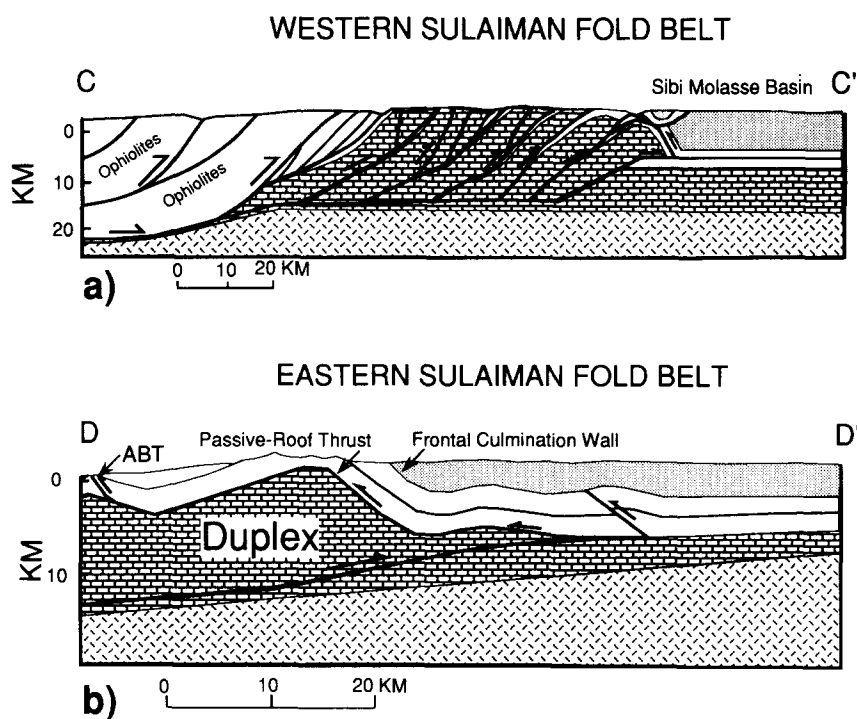 WESTERN SULAIMAN FOLD BELT
C
Sibi Molasse Basin
C'
0
10
20
KM
Ophiolites
Ophiolites
0 10 20 KM
a)
EASTERN SULAIMAN FOLD BELT
D
D'
ABT
Passive-Roof Thrust
Frontal Culmination Wall
0
10
KM
Duplex
0 10 20 KM
b)